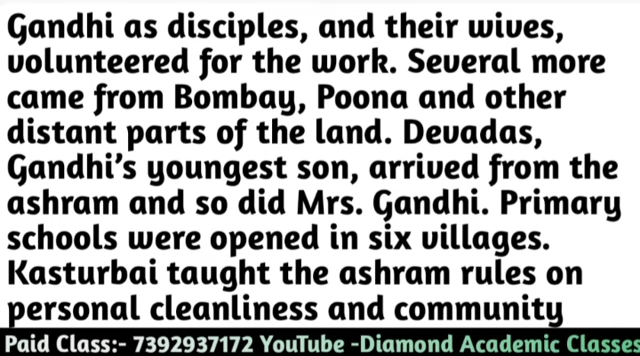 Gandhi as disciples, and their wives,
volunteered for the work. Several more
came from Bombay, Poona and other
distant parts of the land. Devadas,
Gandhi’s youngest son, arrived from the
ashram and so did Mrs. Gandhi. Primary
schools were opened in six villages.
Kasturbai taught the ashram rules on
personal cleanliness and community
Paid Class:- 7392937172 YouTube -Diamond Academic Classes